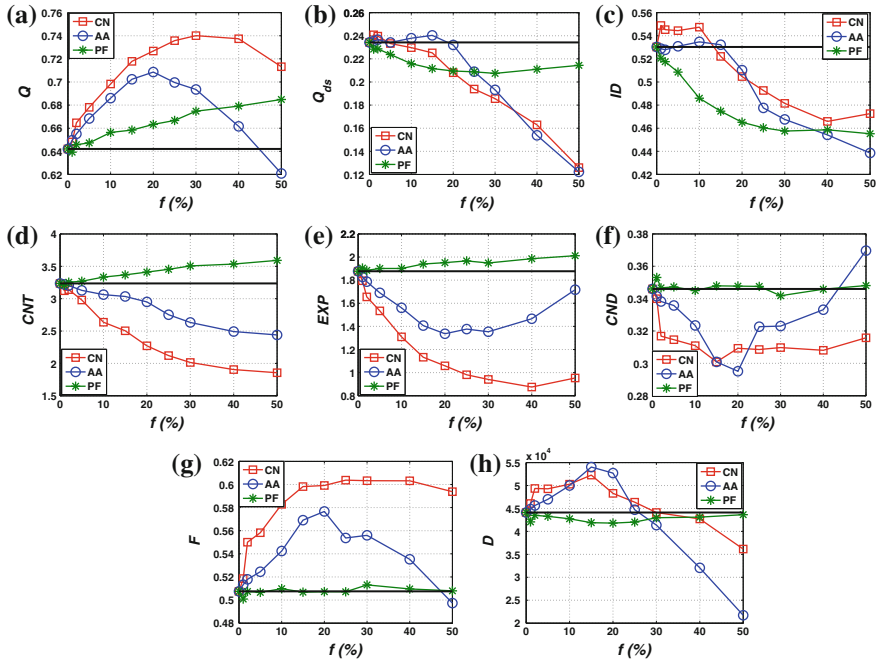 (a)
0.76
0.74
0.72
0.7
0.68
0.66
0.64
0.62
Q
CN
AA
PF
0 10 20 30 40 50
f (%)
(b)
0.26
0.24
0.22
0.2
0.18
0.16
0.14
0.12
0.26
Q_ds
CN
AA
PF
0 10 20 30 40 50
f (%)
(c)
0.56
0.54
0.52
0.5
0.48
0.46
0.44
0.42
ID
CN
AA
PF
0 10 20 30 40 50
f (%)
(d)
4
3.5
3
2.5
2
1.5
CNT
CN
AA
PF
0 10 20 30 40 50
f (%)
(e)
2.2
2
1.8
1.6
1.4
1.2
1
0.8
2.2
EXP
CN
AA
PF
0 10 20 30 40 50
f (%)
(f)
0.38
0.36
0.34
0.32
0.3
0.28
CND
CN
AA
PF
0 10 20 30 40 50
f (%)
(g)
0.62
0.6
0.58
0.56
0.54
0.52
0.5
0.48
F
CN
AA
PF
0 10 20 30 40 50
f (%)
(h)
x 10^4
5.5
5
4.5
4
3.5
3
2.5
2
D
CN
AA
PF
0 10 20 30 40 50
f (%)